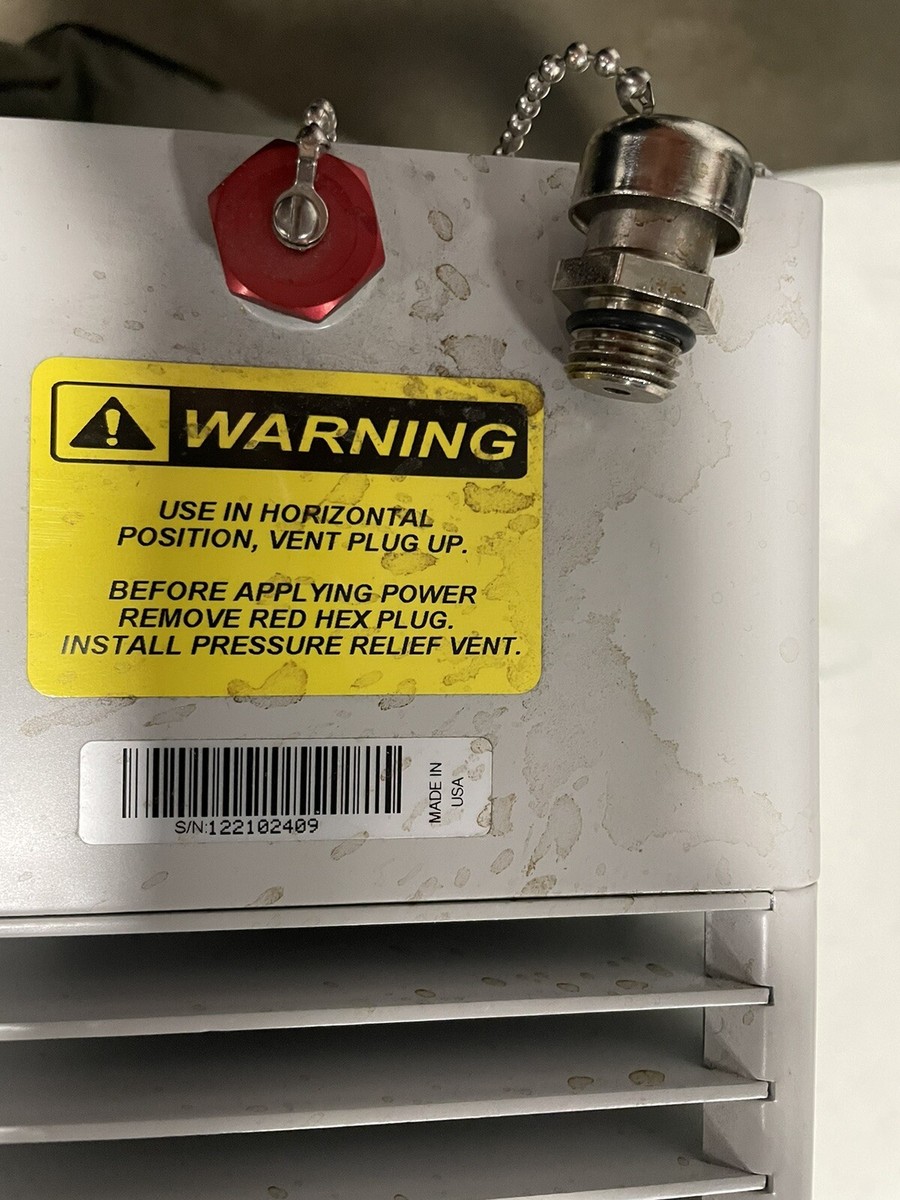 WARNING
USE IN HORIZONTAL
POSITION, VENT PLUG UP.
BEFORE APPLYING POWER
REMOVE RED HEX PLUG.
INSTALL PRESSURE RELIEF VENT.
S/N:122102409
MADE IN
USA